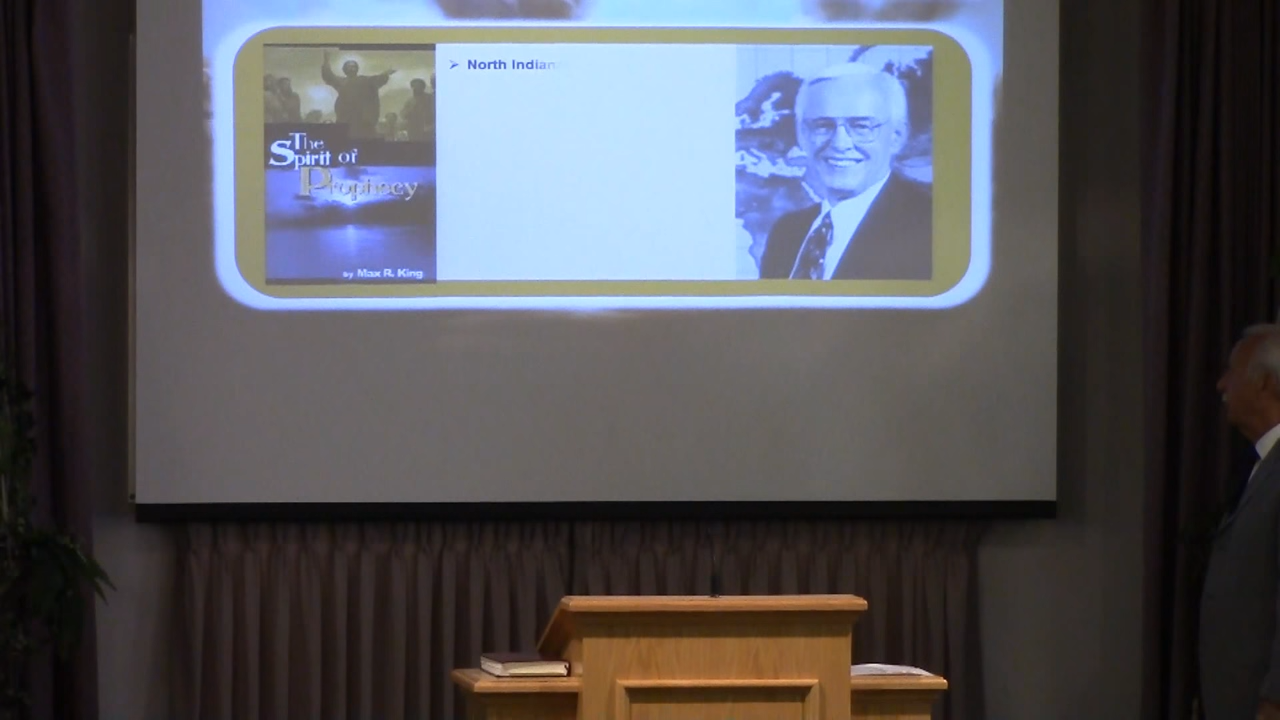 The
Spirit of
Prophecy
by Max R. King
➢ North Indian